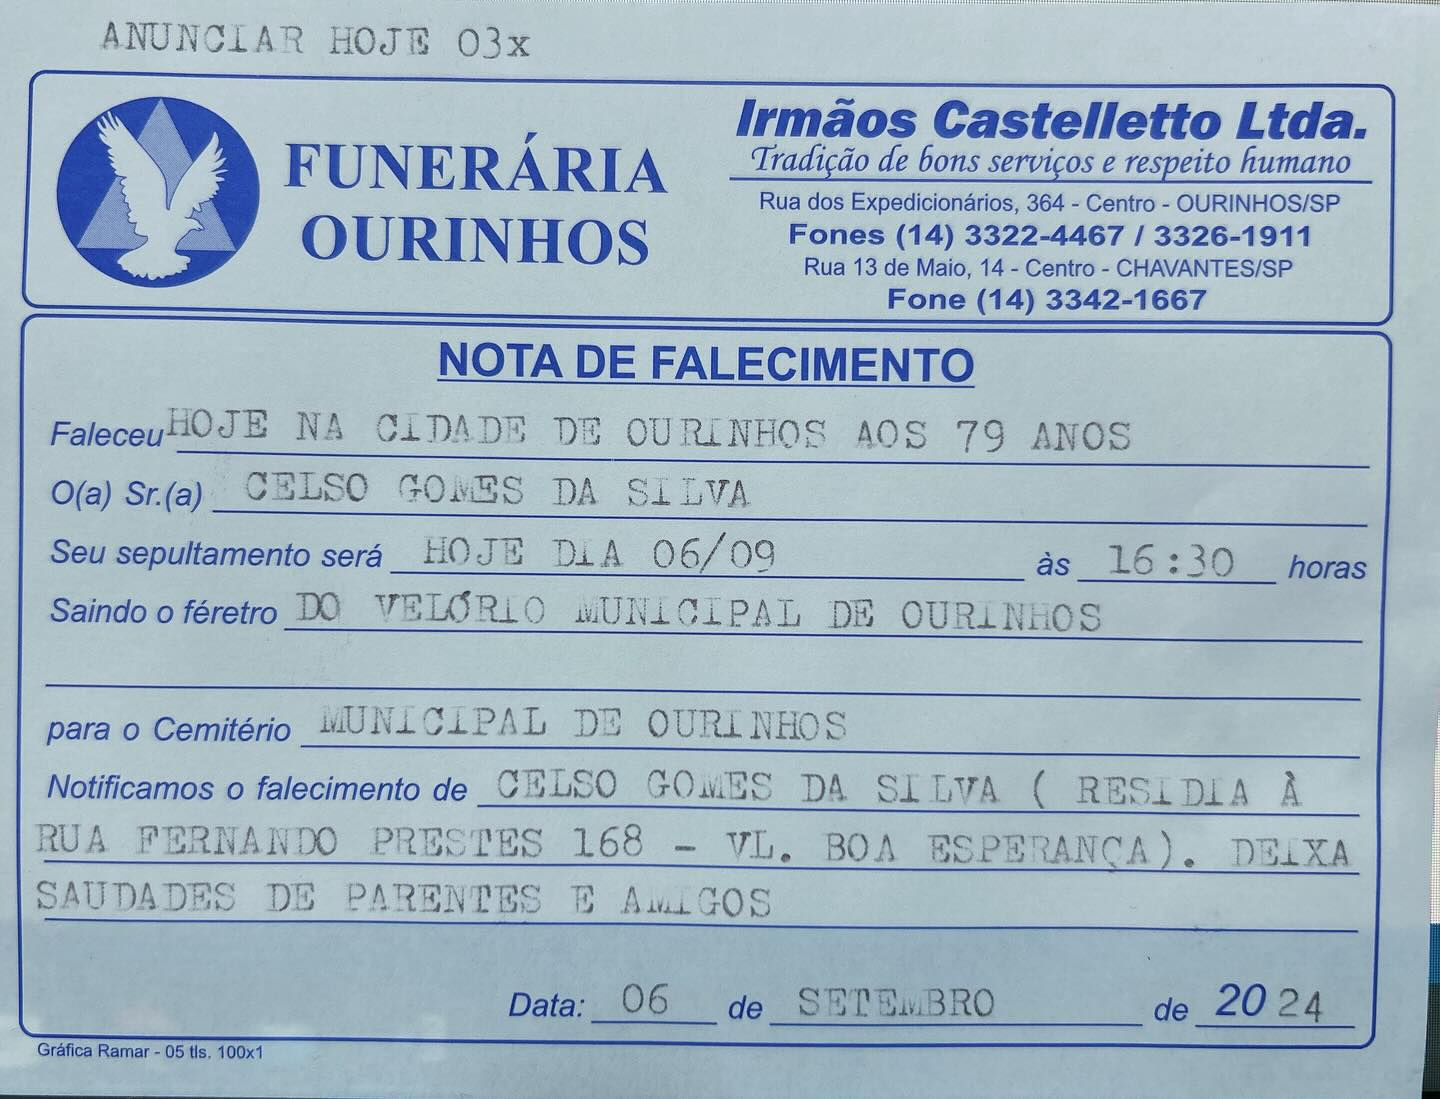 ANUNCIAR HOJE 03x
FUNERÁRIA
OURINHOS
Irmãos Castelletto Ltda.
Tradição de bons serviços e respeito humano
Rua dos Expedicionários, 364 - Centro - OURINHOS/SP
Fones (14) 3322-4467 / 3326-1911
Rua 13 de Maio, 14 - Centro - CHAVANTES/SP
Fone (14) 3342-1667
NOTA DE FALECIMENTO
Faleceu HOJE NA CIDADE DE OURINHOS AOS 79 ANOS
O(a) Sr.(a) CELSO GOMES DA SILVA
Seu sepultamento será HOJE DIA 06/09 às 16:30 horas
Saindo o féretro DO VELÓRIO MUNICIPAL DE OURINHOS
para o Cemitério MUNICIPAL DE OURINHOS
Notificamos o falecimento de CELSO GOMES DA SILVA ( RESIDIA À
RUA FERNANDO PRESTES 168 - VL. BOA ESPERANÇA). DEIXA
SAUDADES DE PARENTES E AMIGOS
Data: 06 de SETEMBRO de 2024
Gráfica Ramar - 05 tls. 100x1